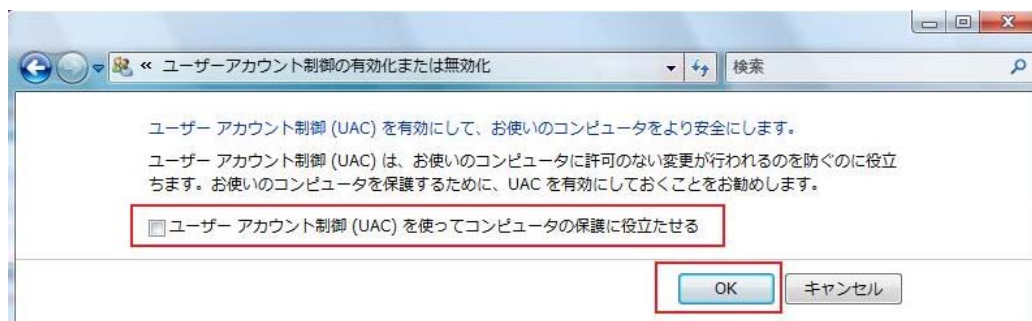 « ユーザーアカウント制御の有効化または無効化
検索
ユーザー アカウント制御 (UAC) を有効にして、お使いのコンピュータをより安全にします。
ユーザー アカウント制御 (UAC) は、お使いのコンピュータに許可のない変更が行われるのを防ぐのに役立
ちます。お使いのコンピュータを保護するために、UAC を有効にしておくことをお勧めします。
ユーザー アカウント制御 (UAC) を使ってコンピュータの保護に役立たせる
OK
キャンセル